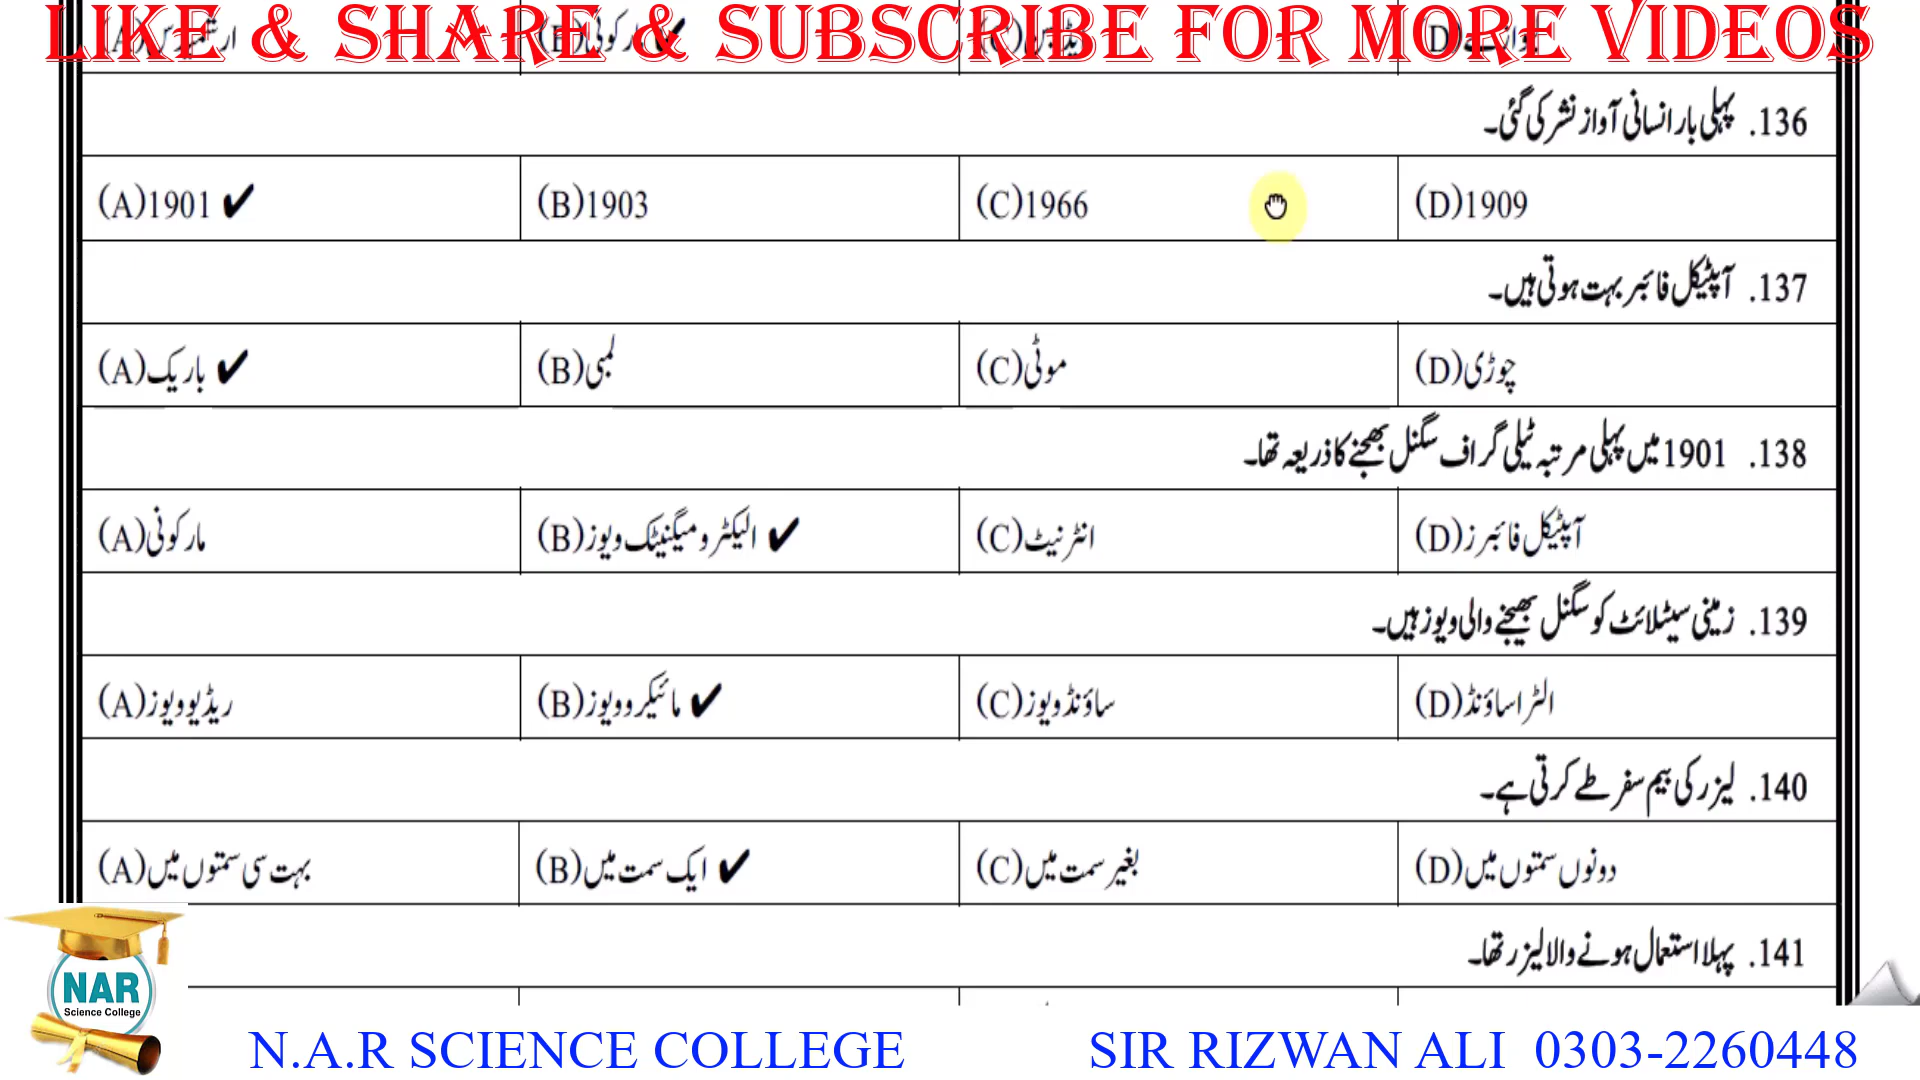 LIKE & SHARE & SUBSCRIBE FOR MORE VIDEOS
136. پہلی بار انسانی آواز نشر کی گئی۔
(A)1901 ✔ (B)1903 (C)1966 (D)1909
137. آپٹیکل فائبر بہت ہوتی ہیں۔
(A)باریک ✔ (B)لمبی (C)موٹی (D)چوڑی
138. 1901 میں پہلی مرتبہ ٹیلی گراف سگنل بھیجنے کا ذریعہ تھا۔
(A)مارکونی (B)الیکٹرومیگنیٹک ویوز ✔ (C)انٹرنیٹ (D)آپٹیکل فائبرز
139. زمینی سیٹلائٹ کو سگنل بھیجنے والی ویوز ہیں۔
(A)ریڈیو ویوز (B)مائیکرو ویوز ✔ (C)ساؤنڈ ویوز (D)الٹرا ساؤنڈ
140. لیزر کی بیم سفر طے کرتی ہے۔
(A)بہت سی سمتوں میں (B)ایک سمت میں ✔ (C)بغیر سمت میں (D)دونوں سمتوں میں
141. پہلا استعمال ہونے والا لیزر تھا۔
NAR
Science College
N.A.R SCIENCE COLLEGE SIR RIZWAN ALI 0303-2260448